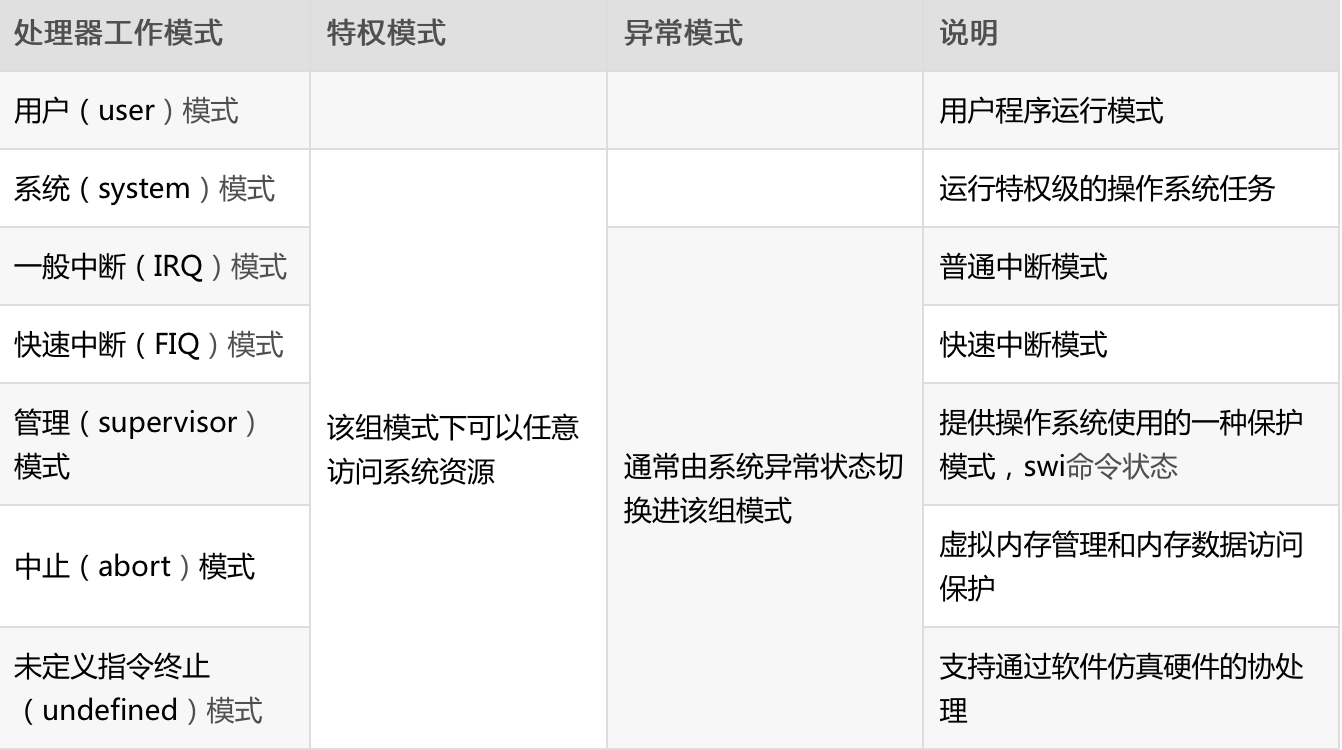 处理器工作模式 特权模式 异常模式 说明
用户（user）模式 用户程序运行模式
系统（system）模式 运行特权级的操作系统任务
一般中断（IRQ）模式 普通中断模式
快速中断（FIQ）模式 快速中断模式
管理（supervisor）
模式
该组模式下可以任意
访问系统资源
通常由系统异常状态切
换进该组模式
提供操作系统使用的一种保护
模式，swi命令状态
中止（abort）模式
虚拟内存管理和内存数据访问
保护
未定义指令终止
（undefined）模式
支持通过软件仿真硬件的协处
理